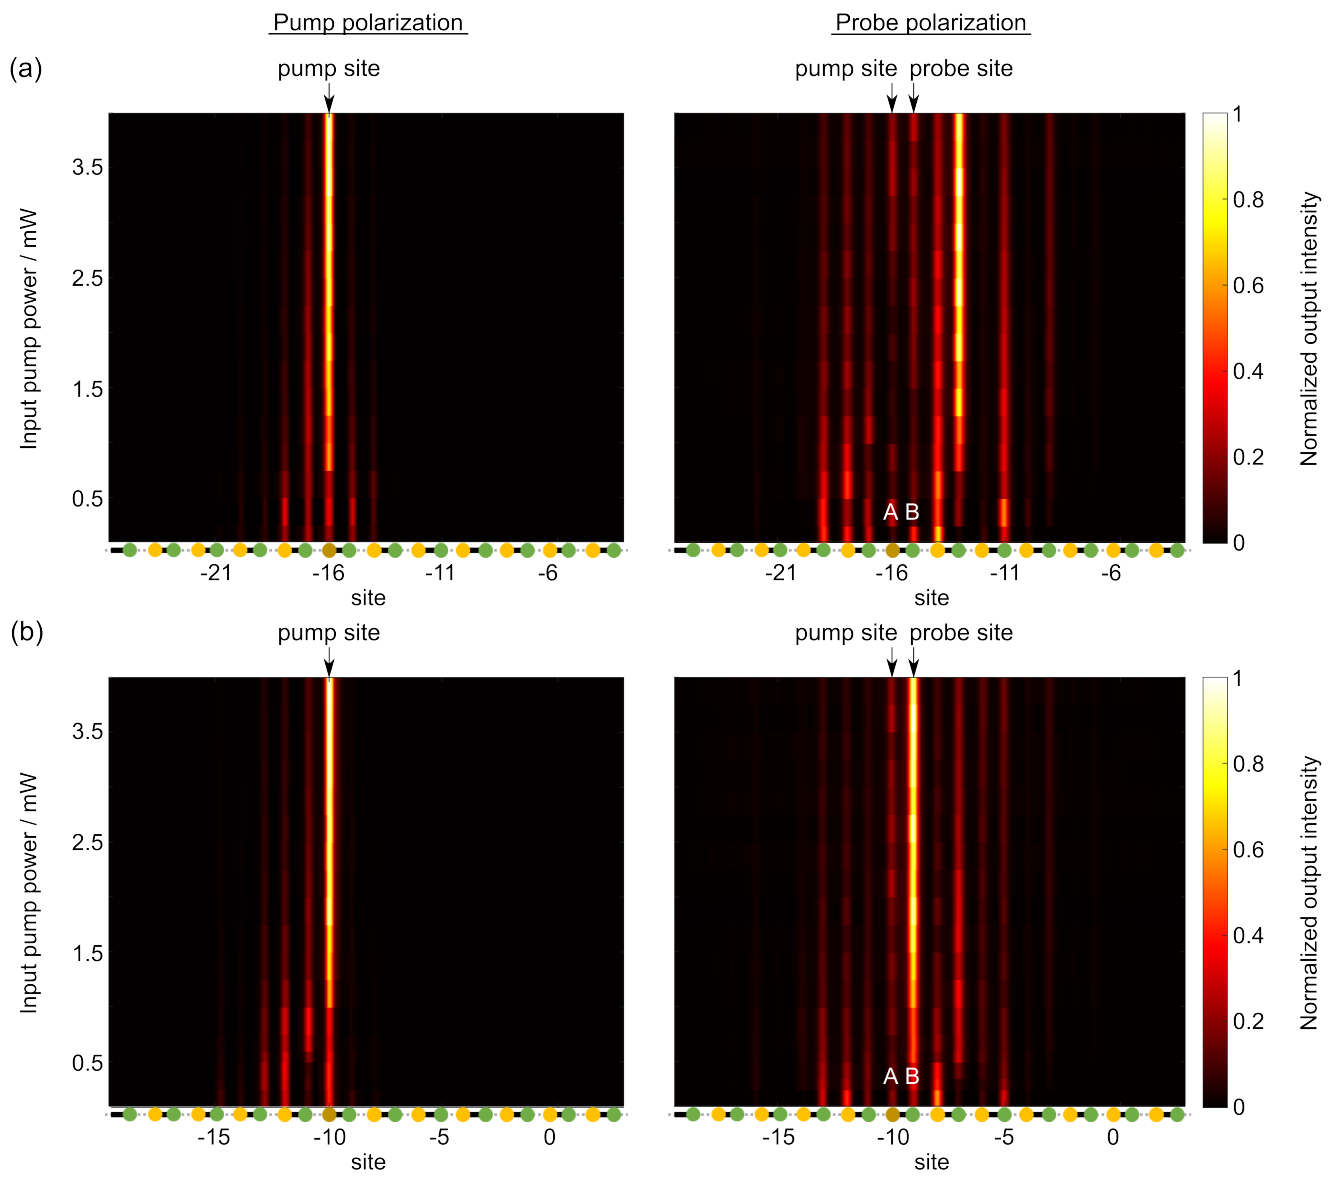 Pump polarization
Probe polarization
(a)
pump site
pump site probe site
3.5
2.5
1.5
0.5
Input pump power / mW
-21 -16 -11 -6
site
A B
-21 -16 -11 -6
site
1
0.8
0.6
0.4
0.2
0
Normalized output intensity
(b)
pump site
pump site probe site
3.5
2.5
1.5
0.5
Input pump power / mW
-15 -10 -5 0
site
A B
-15 -10 -5 0
site
1
0.8
0.6
0.4
0.2
0
Normalized output intensity